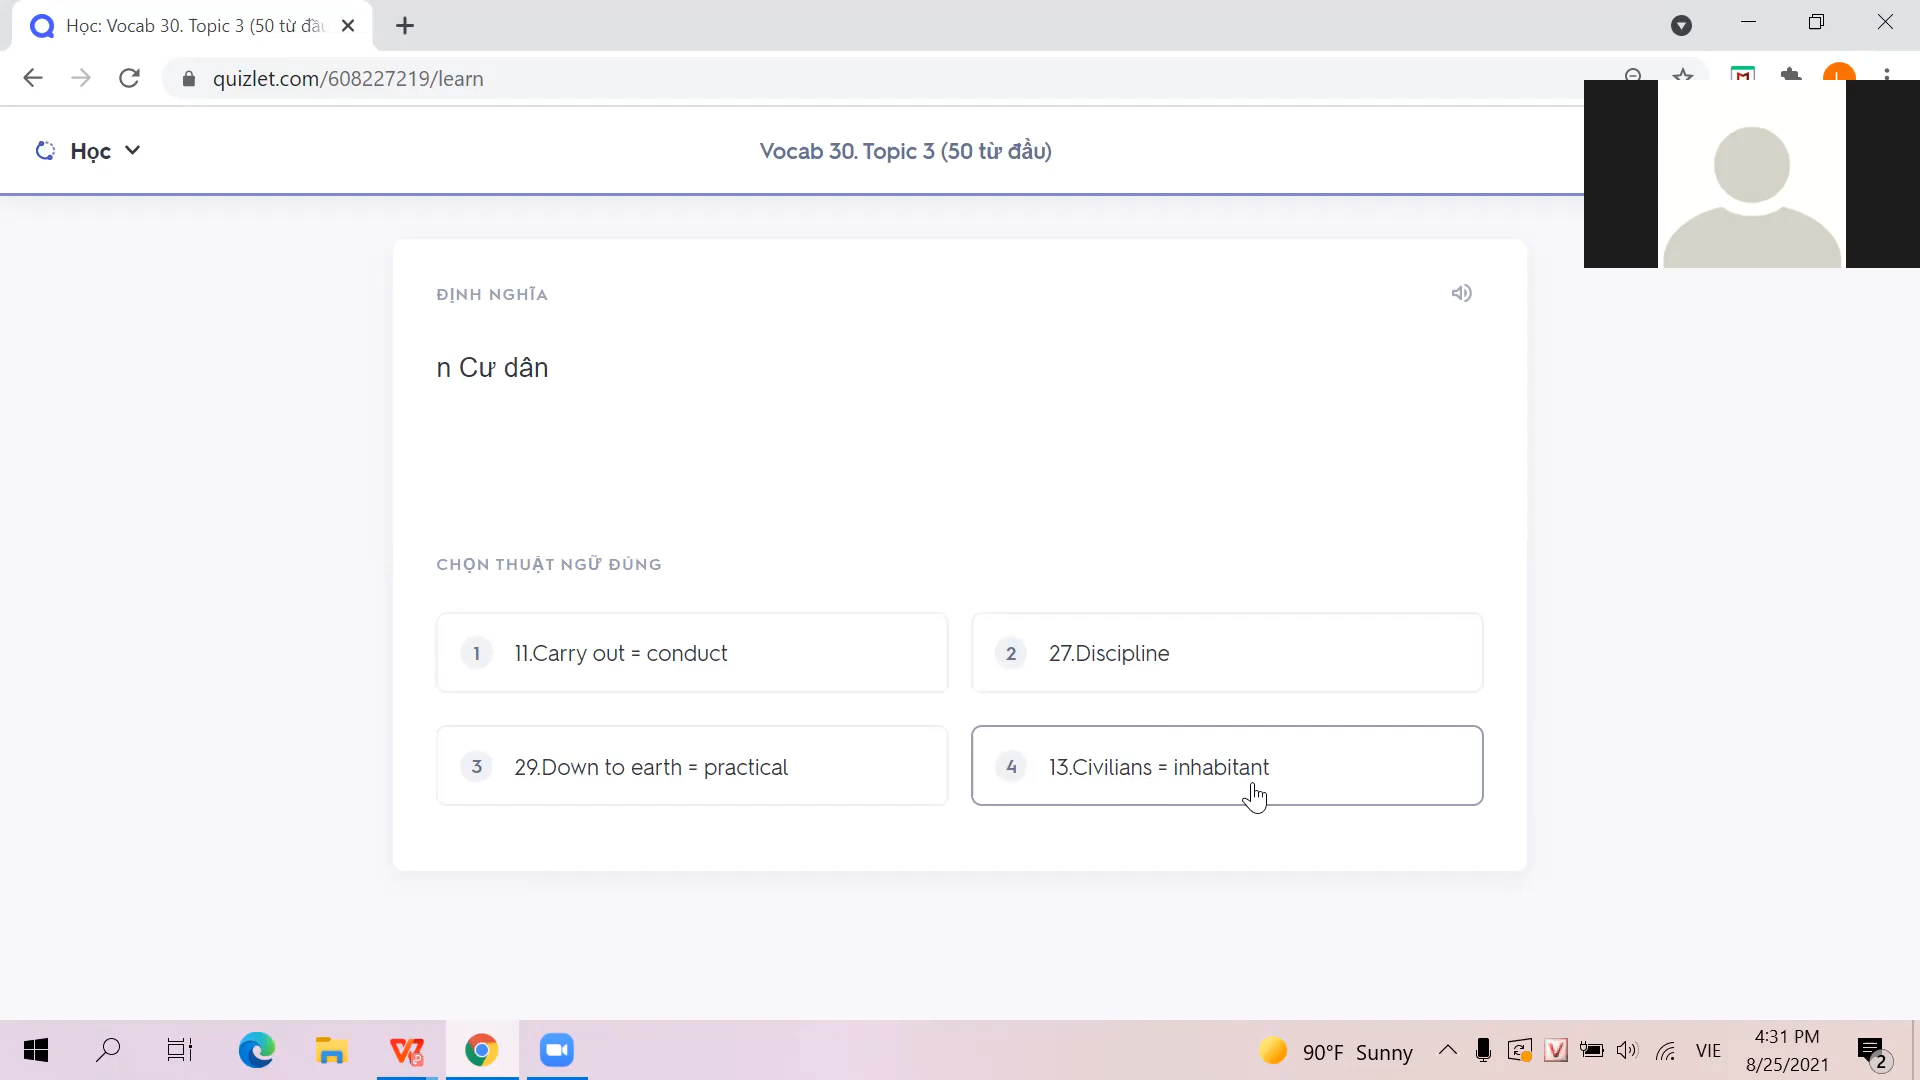 Học: Vocab 30. Topic 3 (50 từ đầu
quizlet.com/608227219/learn
Học
Vocab 30. Topic 3 (50 từ đầu)
ĐỊNH NGHĨA
n Cư dân
CHỌN THUẬT NGỮ ĐÚNG
1 11.Carry out = conduct
2 27.Discipline
3 29.Down to earth = practical
4 13.Civilians = inhabitant
90°F Sunny
VIE
4:31 PM
8/25/2021
2